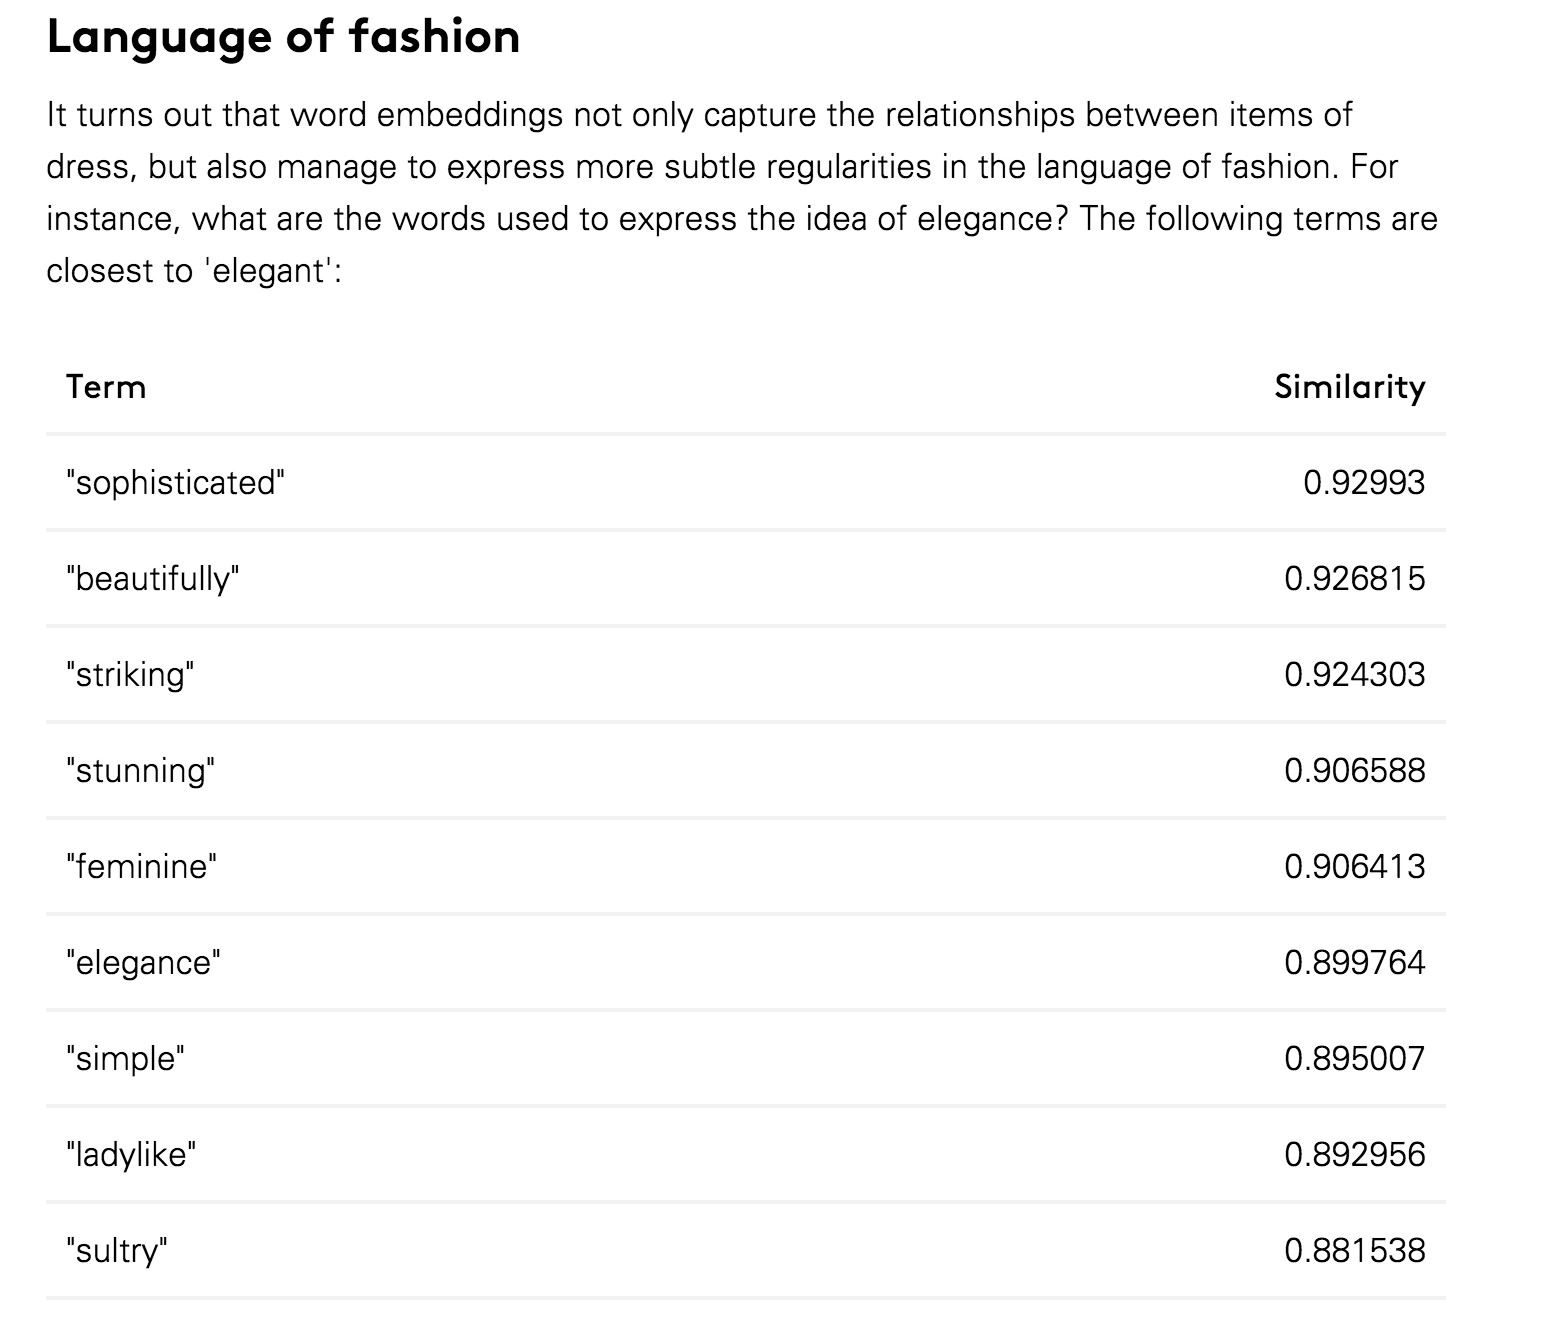 Language of fashion
It turns out that word embeddings not only capture the relationships between items of
dress, but also manage to express more subtle regularities in the language of fashion. For
instance, what are the words used to express the idea of elegance? The following terms are
closest to 'elegant':
Term Similarity
"sophisticated" 0.92993
"beautifully" 0.926815
"striking" 0.924303
"stunning" 0.906588
"feminine" 0.906413
"elegance" 0.899764
"simple" 0.895007
"ladylike" 0.892956
"sultry" 0.881538